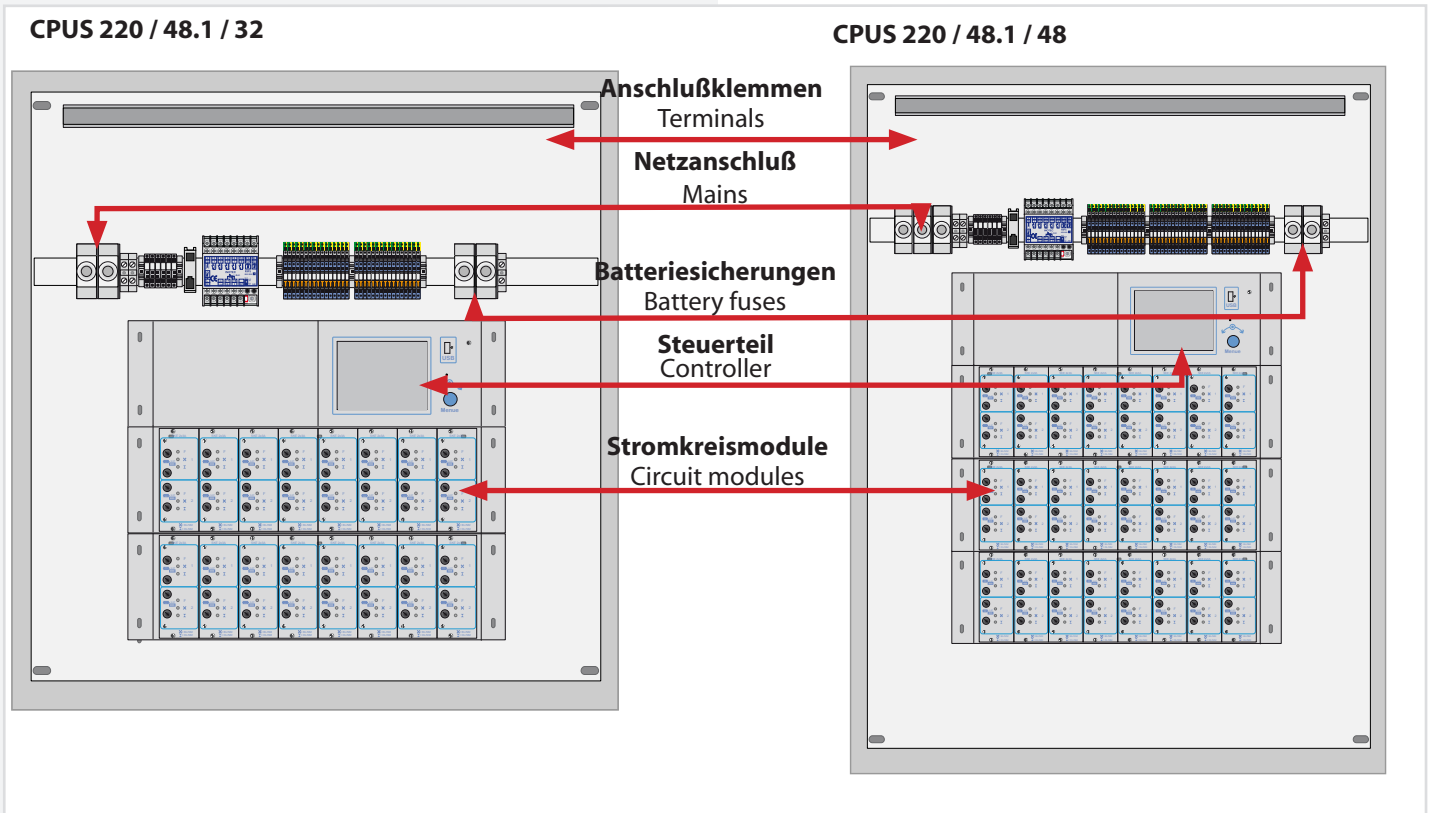 CPUS 220 / 48.1 / 32
CPUS 220 / 48.1 / 48
Anschlußklemmen
Terminals
Netzanschluß
Mains
Batteriesicherungen
Battery fuses
Steuerteil
Controller
Stromkreismodule
Circuit modules
USB
Menue
USB
Menue